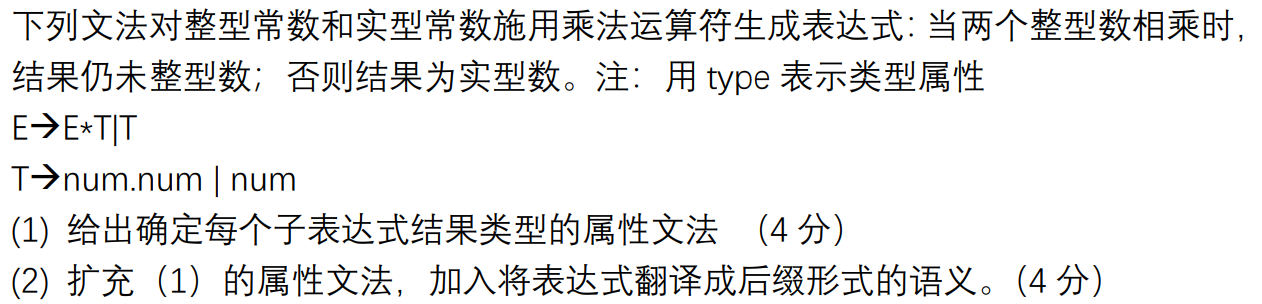 下列文法对整型常数和实型常数施用乘法运算符生成表达式：当两个整型数相乘时，
结果仍未整型数；否则结果为实型数。注：用 type 表示类型属性
E→E*T|T
T→num.num | num
(1) 给出确定每个子表达式结果类型的属性文法 （4 分）
(2) 扩充（1）的属性文法，加入将表达式翻译成后缀形式的语义。（4 分）